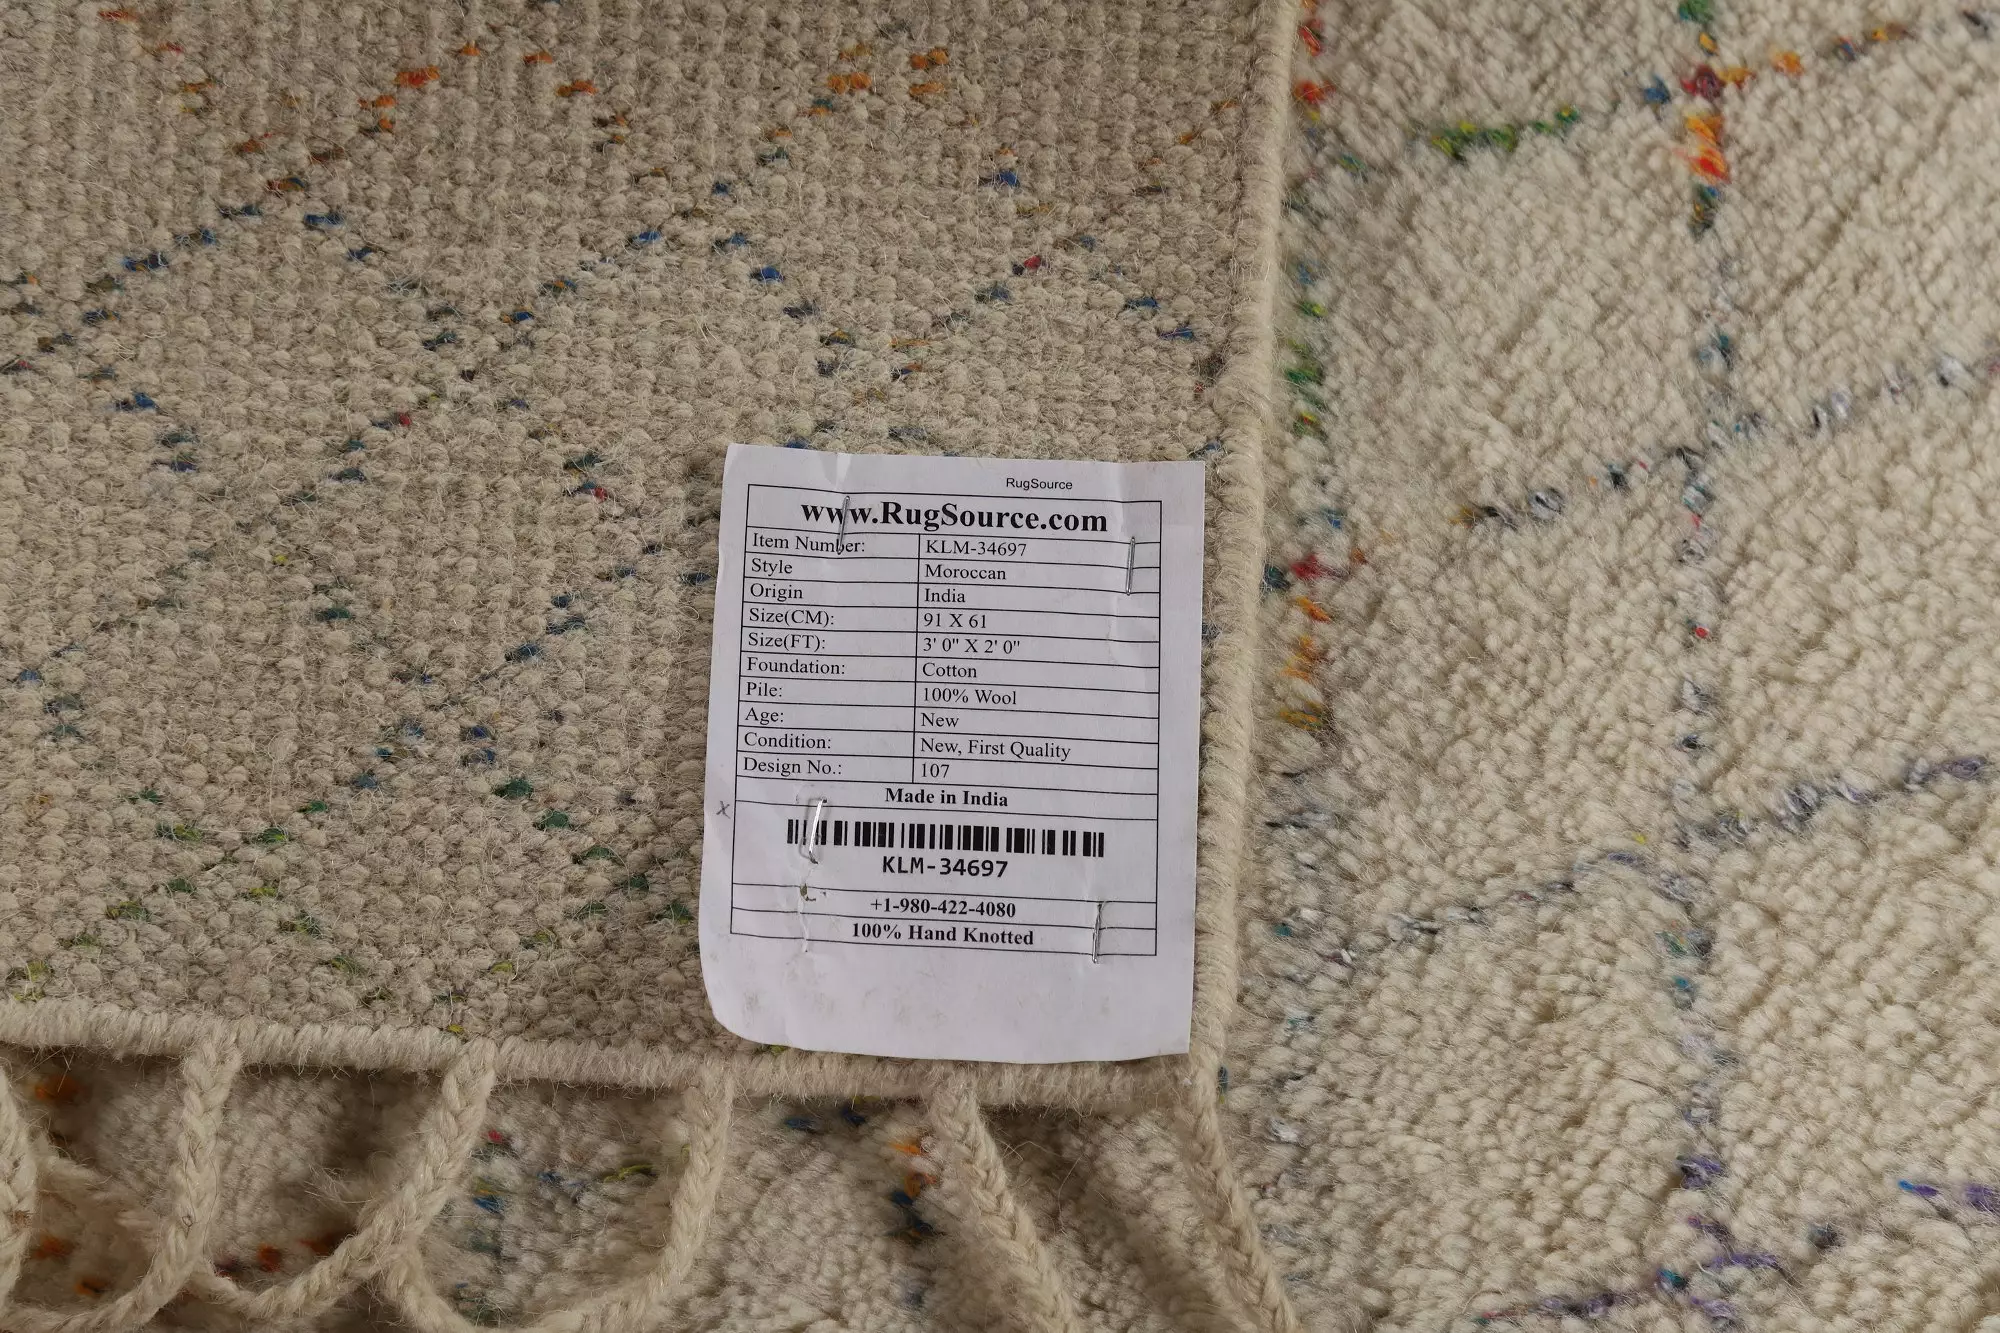 RugSource
www.RugSource.com
Item Number: KLM-34697
Style Moroccan
Origin India
Size(CM): 91 X 61
Size(FT): 3' 0" X 2' 0"
Foundation: Cotton
Pile: 100% Wool
Age: New
Condition: New, First Quality
Design No.: 107
Made in India
x
KLM-34697
+1-980-422-4080
100% Hand Knotted